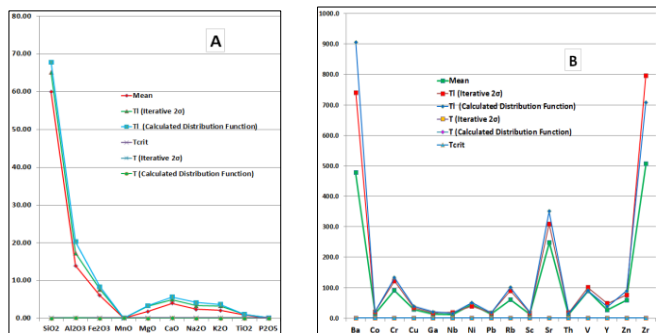 A
80.00
70.00
60.00
50.00
40.00
30.00
20.00
10.00
0.00
Mean
Tl (Iterative 2σ)
Tl (Calculated Distribution Function)
Tcrit
T (Iterative 2σ)
T (Calculated Distribution Function)
SiO2 Al2O3 Fe2O3 MnO MgO CaO Na2O K2O TiO2 P2O5
B
1000.0
900.0
800.0
700.0
600.0
500.0
400.0
300.0
200.0
100.0
0.0
Mean
Tl (Iterative 2σ)
Tl (Calculated Distribution Function)
T (Iterative 2σ)
T (Calculated Distribution Function)
Tcrit
Ba Co Cr Cu Ga Nb Ni Pb Rb Sc Sr Th V Y Zn Zr